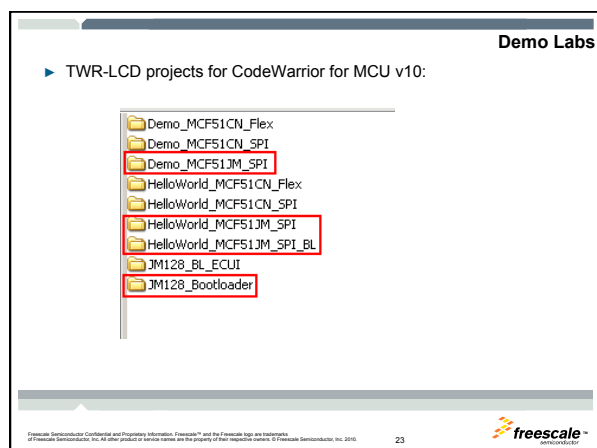 Demo Labs
► TWR-LCD projects for CodeWarrior for MCU v10:
Demo_MCF51CN_Flex
Demo_MCF51CN_SPI
Demo_MCF51JM_SPI
HelloWorld_MCF51CN_Flex
HelloWorld_MCF51CN_SPI
HelloWorld_MCF51JM_SPI
HelloWorld_MCF51JM_SPI_BL
JM128_BL_ECUI
JM128_Bootloader
Freescale Semiconductor Confidential and Proprietary Information. Freescale™ and the Freescale logo are trademarks
of Freescale Semiconductor, Inc. All other product or service names are the property of their respective owners. © Freescale Semiconductor, Inc. 2010.
23
freescale™
semiconductor